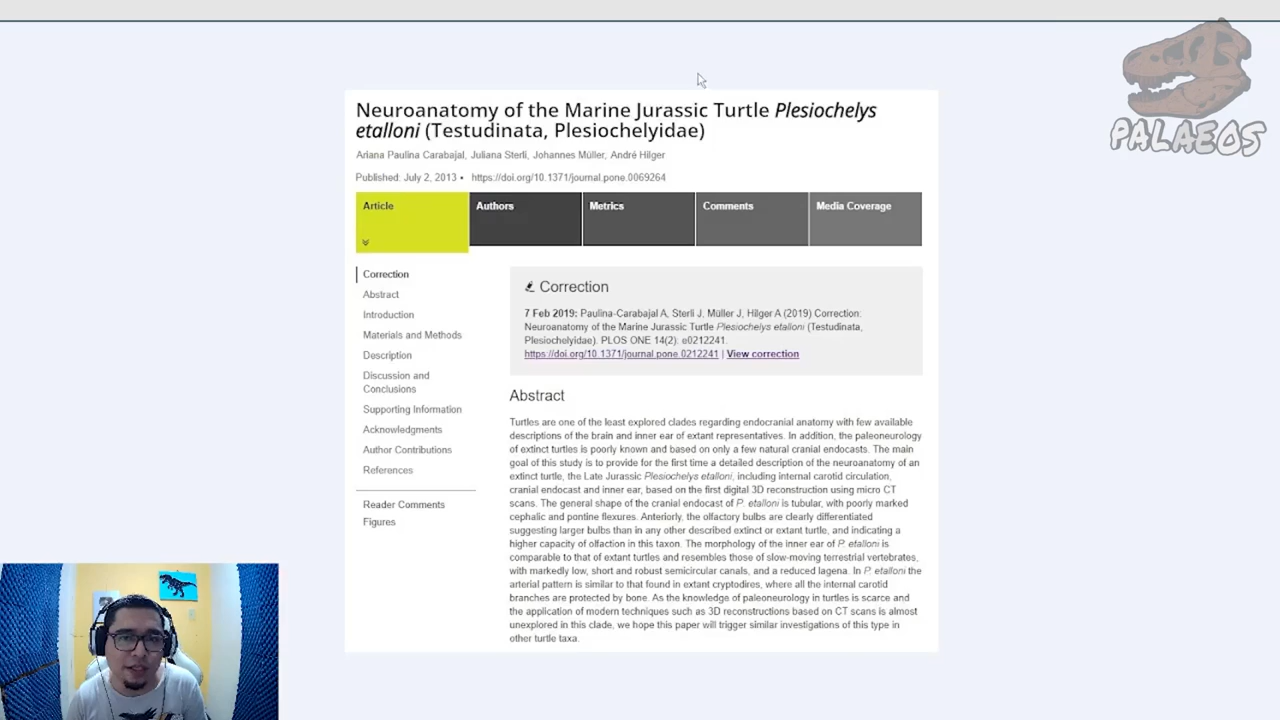 PALAEOS
Neuroanatomy of the Marine Jurassic Turtle Plesiochelys
etalloni (Testudinata, Plesiochelyidae)
Ariana Paulina Carabajal, Juliana Sterli, Johannes Müller, André Hilger
Published: July 2, 2013 • https://doi.org/10.1371/journal.pone.0069264
Article
Authors
Metrics
Comments
Media Coverage
Correction
Abstract
Introduction
Materials and Methods
Description
Discussion and
Conclusions
Supporting Information
Acknowledgments
Author Contributions
References
Reader Comments
Figures
Correction
7 Feb 2019: Paulina-Carabajal A, Sterli J, Müller J, Hilger A (2019) Correction:
Neuroanatomy of the Marine Jurassic Turtle Plesiochelys etalloni (Testudinata,
Plesiochelyidae). PLOS ONE 14(2): e0212241.
https://doi.org/10.1371/journal.pone.0212241 | View correction
Abstract
Turtles are one of the least explored clades regarding endocranial anatomy with few available
descriptions of the brain and inner ear of extant representatives. In addition, the paleoneurology
of extinct turtles is poorly known and based on only a few natural cranial endocasts. The main
goal of this study is to provide for the first time a detailed description of the neuroanatomy of an
extinct turtle, the Late Jurassic Plesiochelys etalloni, including internal carotid circulation,
cranial endocast and inner ear, based on the first digital 3D reconstruction using micro CT
scans. The general shape of the cranial endocast of P. etalloni is tubular, with poorly marked
cephalic and pontine flexures. Anteriorly, the olfactory bulbs are clearly differentiated
suggesting larger bulbs than in any other described extinct or extant turtle, and indicating a
higher capacity of olfaction in this taxon. The morphology of the inner ear of P. etalloni is
comparable to that of extant turtles and resembles those of slow-moving terrestrial vertebrates,
with markedly low, short and robust semicircular canals, and a reduced lagena. In P. etalloni the
arterial pattern is similar to that found in extant cryptodires, where all the internal carotid
branches are protected by bone. As the knowledge of paleoneurology in turtles is scarce and
the application of modern techniques such as 3D reconstructions based on CT scans is almost
unexplored in this clade, we hope this paper will trigger similar investigations of this type in
other turtle taxa.